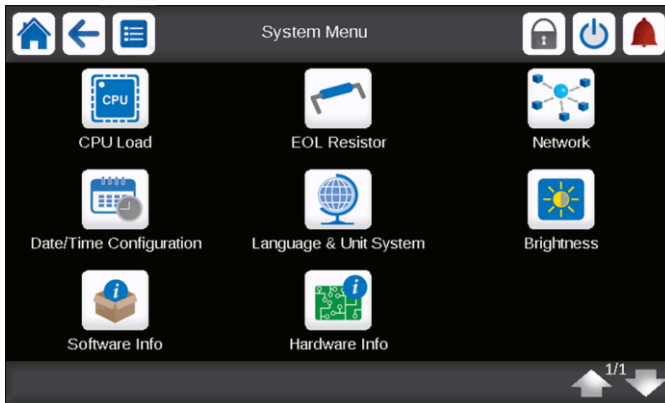 System Menu
CPU
CPU Load
EOL Resistor
Network
Date/Time Configuration
Language & Unit System
Brightness
i
Software Info
i
Hardware Info
1/1